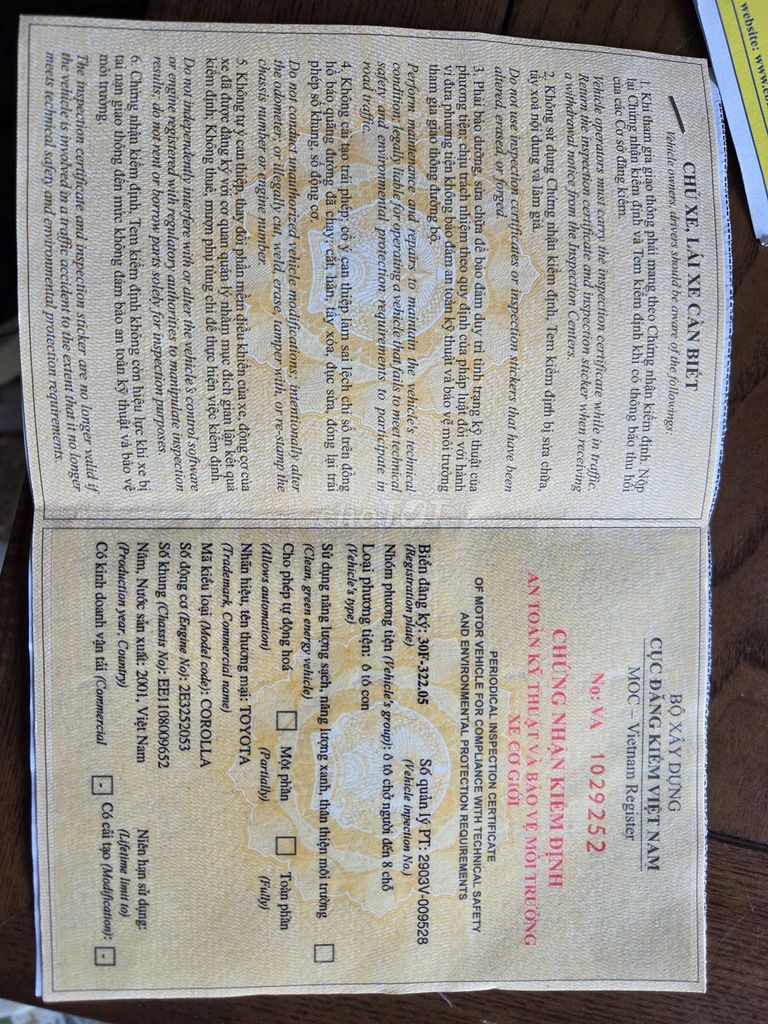 CHỦ XE, LÁI XE CẦN BIẾT
Vehicle owners, drivers should be aware of the followings:
1. Khi tham gia giao thông phải mang theo Chứng nhận kiểm định. Nộp
lại Chứng nhận kiểm định và Tem kiểm định khi có thông báo thu hồi
của các Cơ sở đăng kiểm.
Vehicle operators must carry the inspection certificate while in traffic.
Return the inspection certificate and inspection sticker when receiving
a withdrawal notice from the Inspection Centers.
2. Không sử dụng Chứng nhận kiểm định, Tem kiểm định bị sửa chữa,
tẩy xoá nội dung và làm giả.
Do not use inspection certificates or inspection stickers that have been
altered, erased, or forged.
3. Phải bảo dưỡng, sửa chữa để bảo đảm duy trì tình trạng kỹ thuật của
phương tiện; chịu trách nhiệm theo quy định của pháp luật đối với hành
vi đưa phương tiện không bảo đảm an toàn kỹ thuật và bảo vệ môi trường
tham gia giao thông đường bộ.
Perform maintenance and repairs to maintain the vehicle's technical
condition; legally liable for operating a vehicle that fails to meet technical
safety and environmental protection requirements to participate in
road traffic.
4. Không cải tạo trái phép; cố ý can thiệp làm sai lệch chỉ số trên đồng
hồ báo quãng đường đã chạy; cắt, hàn, tẩy xóa, đục sửa, đóng lại trái
phép số khung, số động cơ.
Do not conduct unauthorized vehicle modifications; intentionally alter
the odometer, or illegally cut, weld, erase, tamper with, or re-stamp the
chassis number or engine number.
5. Không tự ý can thiệp, thay đổi phần mềm điều khiển của xe, động cơ của
xe đã được đăng ký với cơ quan quản lý nhằm mục đích gian lận kết quả
kiểm định; Không thuê, mượn phụ tùng chỉ để thực hiện việc kiểm định.
Do not independently interfere with or alter the vehicle's control software
or engine registered with regulatory authorities to manipulate inspection
results; do not rent or borrow parts solely for inspection purposes.
6. Chứng nhận kiểm định, Tem kiểm định không còn hiệu lực khi xe bị
tai nạn giao thông đến mức không đảm bảo an toàn kỹ thuật và bảo vệ
môi trường
The inspection certificate and inspection sticker are no longer valid if
the vehicle is involved in a traffic accident to the extent that it no longer
meets technical safety and environmental protection requirements.
BỘ XÂY DỰNG
CỤC ĐĂNG KIỂM VIỆT NAM
MOC – Vietnam Register
No: VA 1029252
CHỨNG NHẬN KIỂM ĐỊNH
AN TOÀN KỸ THUẬT VÀ BẢO VỆ MÔI TRƯỜNG
XE CƠ GIỚI
PERIODICAL INSPECTION CERTIFICATE
OF MOTOR VEHICLE FOR COMPLIANCE WITH TECHNICAL SAFETY
AND ENVIRONMENTAL PROTECTION REQUIREMENTS
Biển đăng ký: 30F-322.05 Số quản lý PT: 2903V-009528
(Registration plate) (Vehicle inpection No.)
Nhóm phương tiện (Vehicle's group): ô tô chở người đến 8 chỗ
Loại phương tiện: ô tô con
(Vehicle's type)
Sử dụng năng lượng sạch, năng lượng xanh, thân thiện môi trường
(Clean, green energy vehicle)
Cho phép tự động hoá Một phần Toàn phần
(Allows automation) (Partially) (Fully)
Nhãn hiệu, tên thương mại: TOYOTA
(Trademark, Commercial name)
Mã kiểu loại (Model code): COROLLA
Số động cơ (Engine No): 2E3252053
Số khung (Chassis No): EE1108009652
Năm, Nước sản xuất: 2001, Việt Nam Niên hạn sử dụng:
(Production year, Country) (Lifetime limit to)
Có kinh doanh vận tải (Commercial - Có cải tạo (Modification): -
website: www.
choTOT